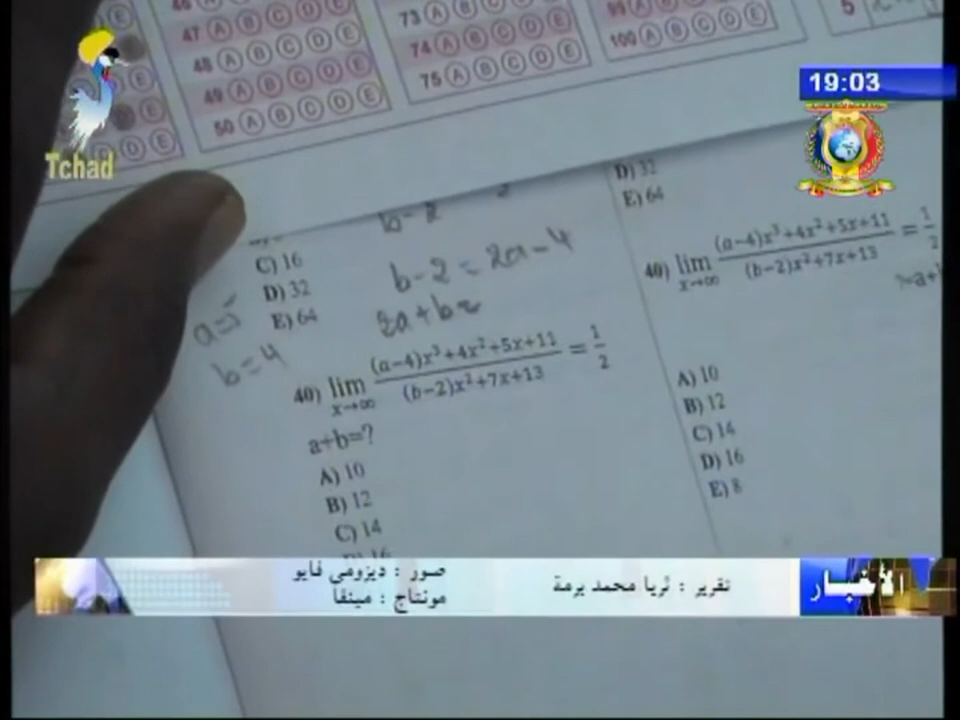 46 A B C D E
47 A B C D E
48 A B C D E
49 A B C D E
50 A B C D E
73 A B C D E
74 A B C D E
75 A B C D E
99
100 A B C D E
5
Tchad
19:03
b-2
C) 16
D) 32
E) 64
b-2=2a-4
2a+b=
b=4
40) lim x→∞ (a-4)x³+4x²+5x+11 / (b-2)x²+7x+13 = 1/2
a+b=?
A) 10
B) 12
C) 14
D) 16
D) 32
E) 64
40) lim x→∞ (a-4)x³+4x²+5x+11 / (b-2)x²+7x+13 = 1/2
A) 10
B) 12
C) 14
D) 16
E) 8
الأخبار
تقرير : ثريا محمد برمة
صور : ديزومي فايو
مونتاج : مينفا